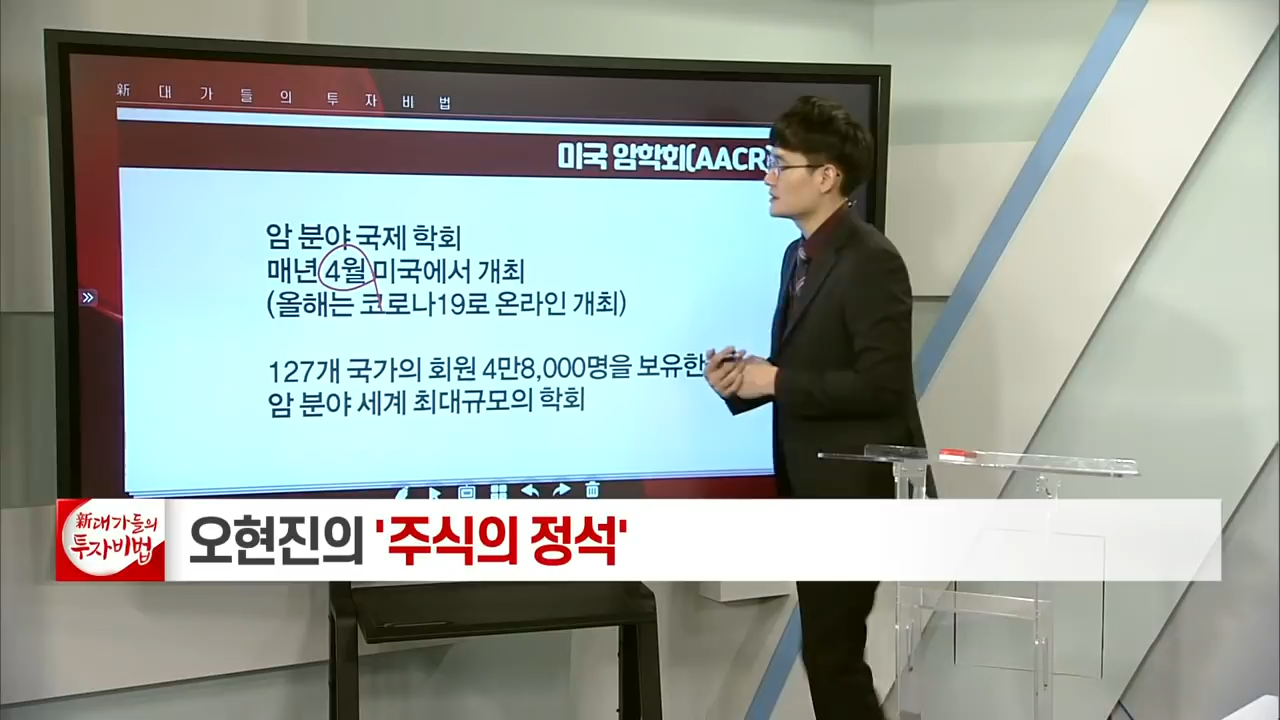 新 대 가 들 의 투 자 비 법
미국 암학회(AACR)
암 분야 국제 학회
매년 4월 미국에서 개최
(올해는 코로나19로 온라인 개최)
127개 국가의 회원 4만8,000명을 보유한
암 분야 세계 최대규모의 학회
新대가들의
투자비법
오현진의 '주식의 정석'